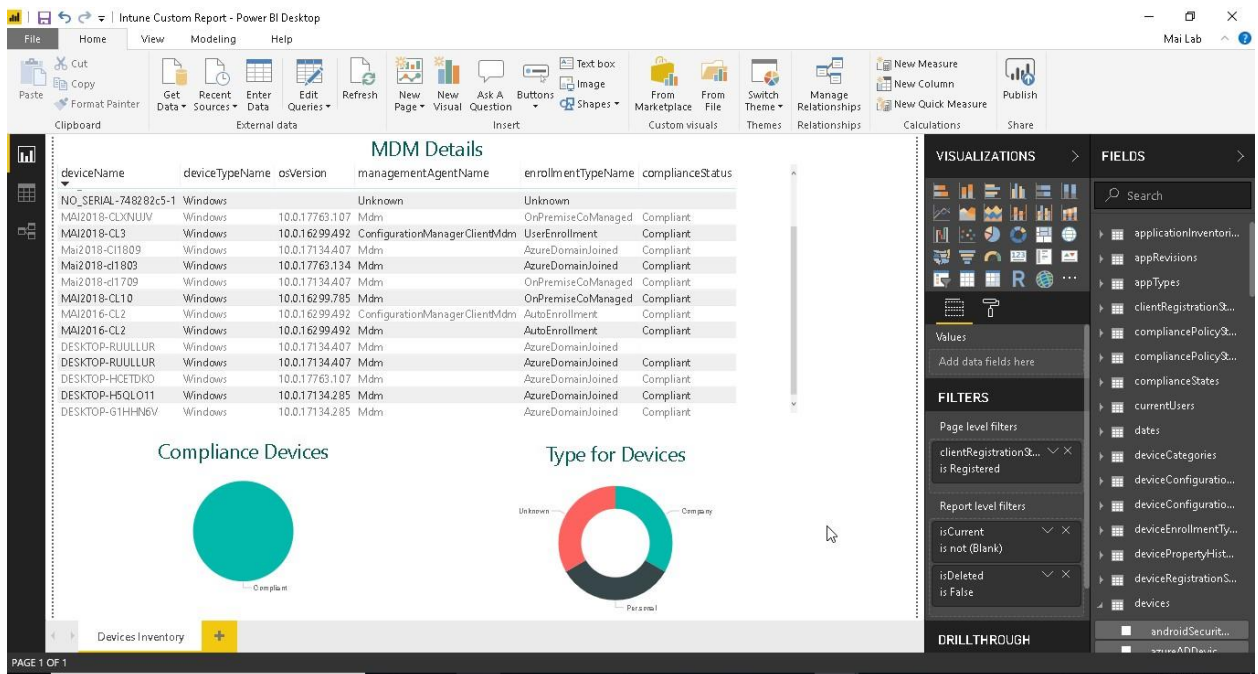 Intune Custom Report - Power BI Desktop
File Home View Modeling Help Mai Lab
Paste
Cut
Copy
Format Painter
Clipboard
Get Data
Recent Sources
Enter Data
Edit Queries
Refresh
External data
New Page
New Visual
Ask A Question
Buttons
Text box
Image
Shapes
Insert
From Marketplace
From File
Custom visuals
Switch Theme
Themes
Manage Relationships
Relationships
New Measure
New Column
New Quick Measure
Calculations
Publish
Share
MDM Details
deviceName deviceTypeName osVersion managementAgentName enrollmentTypeName complianceStatus
NO_SERIAL-748282c5-1 Windows Unknown Unknown
MAI2018-CLXNUJV Windows 10.0.17763.107 Mdm OnPremiseCoManaged Compliant
MAI2018-CL3 Windows 10.0.16299.492 ConfigurationManagerClientMdm UserEnrollment Compliant
Mai2018-Cl1809 Windows 10.0.17134.407 Mdm AzureDomainJoined Compliant
Mai2018-cl1803 Windows 10.0.17763.134 Mdm AzureDomainJoined Compliant
Mai2018-cl1709 Windows 10.0.17134.407 Mdm OnPremiseCoManaged Compliant
MAI2018-CL10 Windows 10.0.16299.785 Mdm OnPremiseCoManaged Compliant
MAI2016-CL2 Windows 10.0.16299.492 ConfigurationManagerClientMdm AutoEnrollment Compliant
MAI2016-CL2 Windows 10.0.16299.492 Mdm AutoEnrollment Compliant
DESKTOP-RUULLUR Windows 10.0.17134.407 Mdm AzureDomainJoined
DESKTOP-RUULLUR Windows 10.0.17134.407 Mdm AzureDomainJoined Compliant
DESKTOP-HCETDKO Windows 10.0.17763.107 Mdm AzureDomainJoined Compliant
DESKTOP-H5QLO11 Windows 10.0.17134.285 Mdm AzureDomainJoined Compliant
DESKTOP-G1HHN6V Windows 10.0.17134.285 Mdm AzureDomainJoined Compliant
Compliance Devices
Compliant
Type for Devices
Unknown
Company
Personal
Devices Inventory
PAGE 1 OF 1
VISUALIZATIONS
R
Values
Add data fields here
FILTERS
Page level filters
clientRegistrationSt...
is Registered
Report level filters
isCurrent
is not (Blank)
isDeleted
is False
DRILLTHROUGH
FIELDS
Search
applicationInventori...
appRevisions
appTypes
clientRegistrationSt...
compliancePolicySt...
compliancePolicySt...
complianceStates
currentUsers
dates
deviceCategories
deviceConfiguratio...
deviceConfiguratio...
deviceEnrollmentTy...
devicePropertyHist...
deviceRegistrationS...
devices
androidSecurit...
azureADDevic...